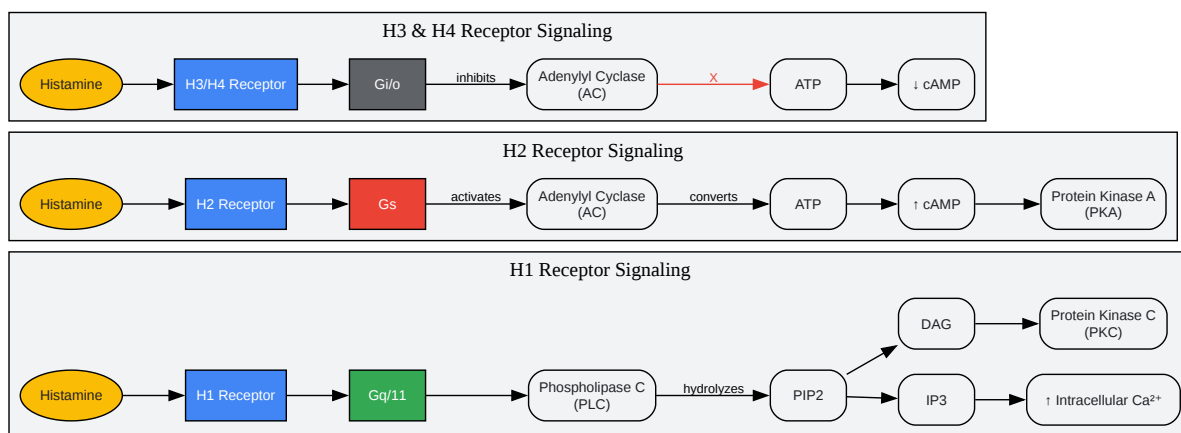 H3 & H4 Receptor Signaling
Histamine
H3/H4 Receptor
Gi/o
inhibits
Adenylyl Cyclase
(AC)
X
ATP
↓ cAMP
H2 Receptor Signaling
Histamine
H2 Receptor
Gs
activates
Adenylyl Cyclase
(AC)
converts
ATP
↑ cAMP
Protein Kinase A
(PKA)
H1 Receptor Signaling
Histamine
H1 Receptor
Gq/11
Phospholipase C
(PLC)
hydrolyzes
PIP2
DAG
Protein Kinase C
(PKC)
IP3
↑ Intracellular Ca²⁺